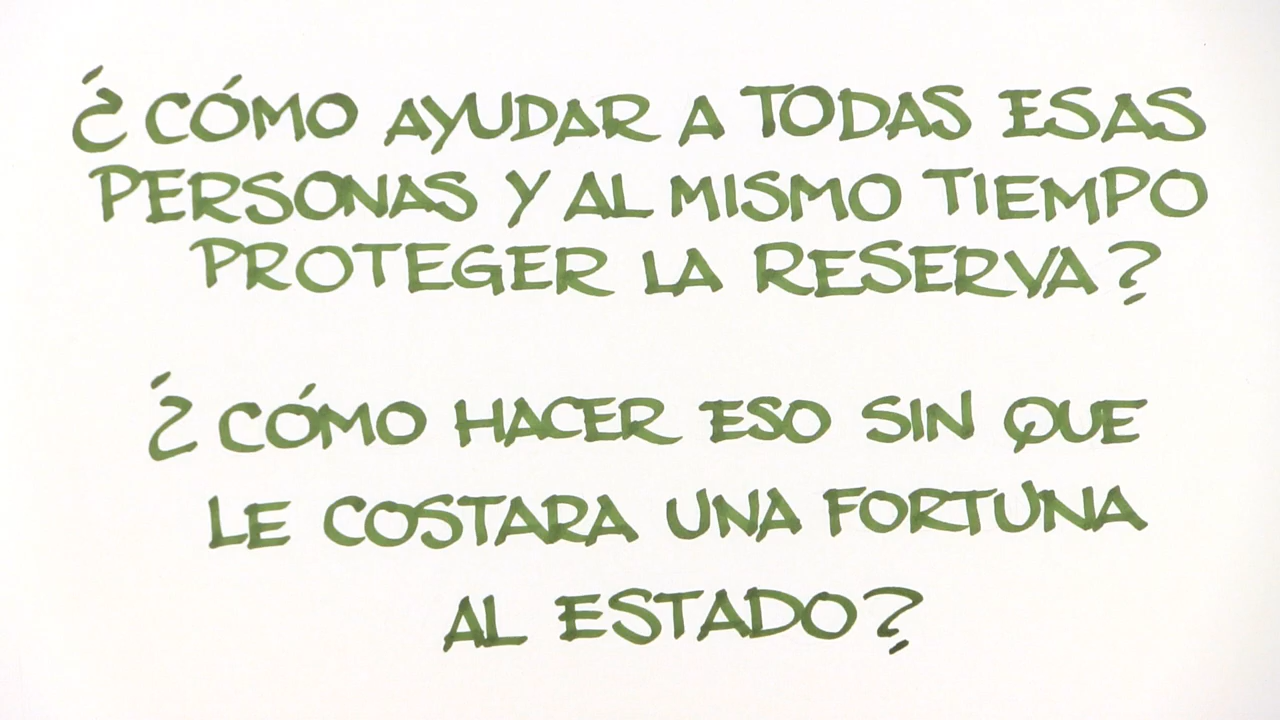 ¿CÓMO AYUDAR A TODAS ESAS
PERSONAS Y AL MISMO TIEMPO
PROTEGER LA RESERVA?
¿CÓMO HACER ESO SIN QUE
LE COSTARA UNA FORTUNA
AL ESTADO?